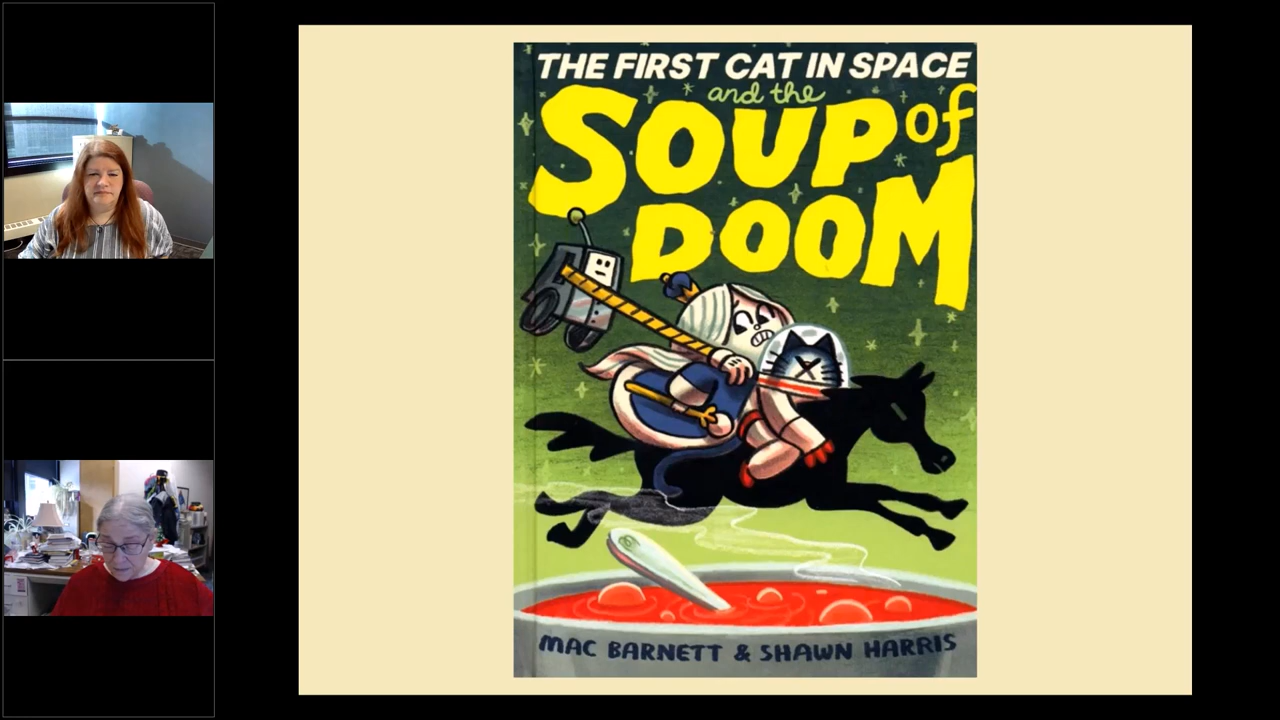 THE FIRST CAT IN SPACE
and the
SOUP of
DOOM
MAC BARNETT & SHAWN HARRIS